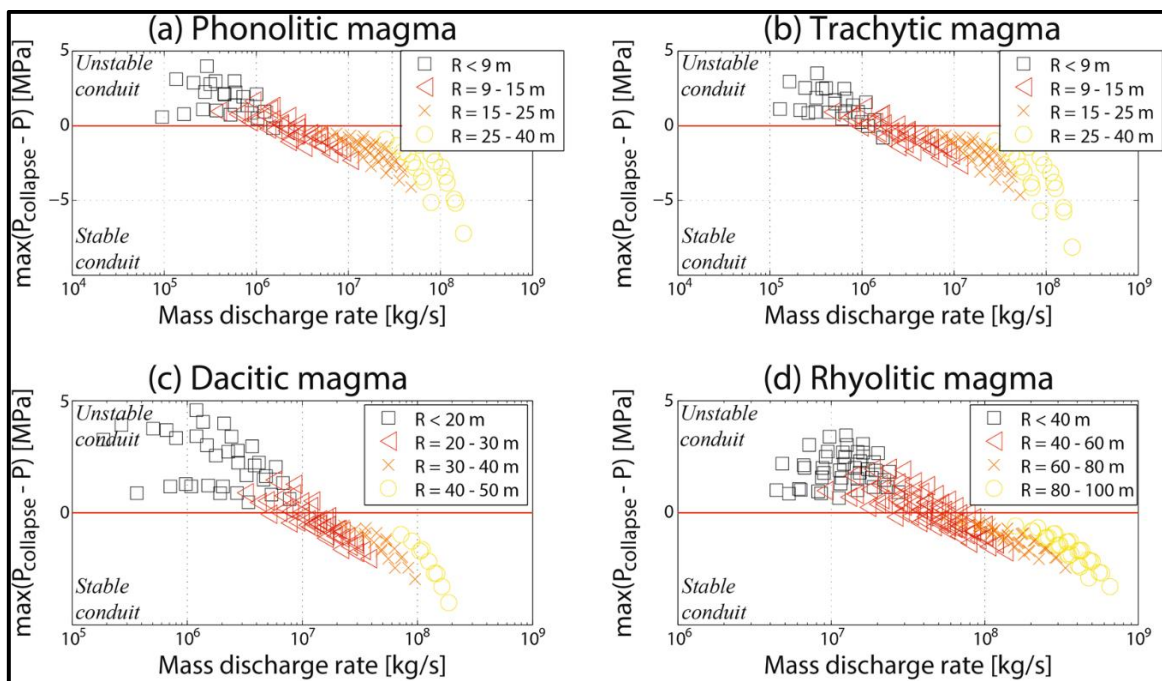 (a) Phonolitic magma
max(Pcollapse - P) [MPa]
5
0
−5
Unstable
conduit
Stable
conduit
R < 9 m
R = 9 - 15 m
R = 15 - 25 m
R = 25 - 40 m
10^4 10^5 10^6 10^7 10^8 10^9
Mass discharge rate [kg/s]
(b) Trachytic magma
max(Pcollapse - P) [MPa]
5
0
−5
Unstable
conduit
Stable
conduit
R < 9 m
R = 9 - 15 m
R = 15 - 25 m
R = 25 - 40 m
10^4 10^5 10^6 10^7 10^8 10^9
Mass discharge rate [kg/s]
(c) Dacitic magma
max(Pcollapse - P) [MPa]
5
0
Unstable
conduit
Stable
conduit
R < 20 m
R = 20 - 30 m
R = 30 - 40 m
R = 40 - 50 m
10^5 10^6 10^7 10^8 10^9
Mass discharge rate [kg/s]
(d) Rhyolitic magma
max(Pcollapse - P) [MPa]
5
0
Unstable
conduit
Stable
conduit
R < 40 m
R = 40 - 60 m
R = 60 - 80 m
R = 80 - 100 m
10^6 10^7 10^8 10^9
Mass discharge rate [kg/s]